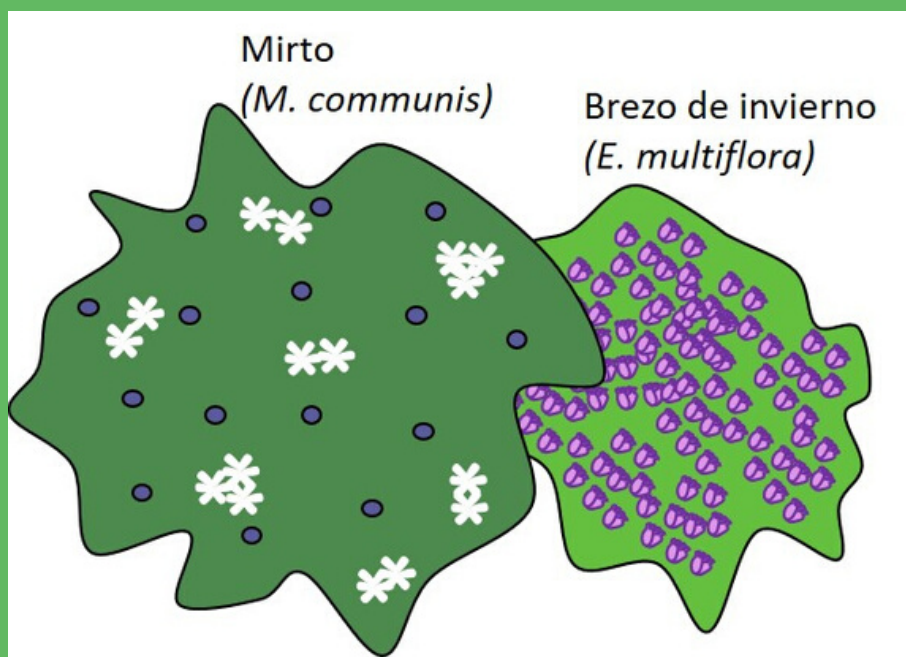 Mirto
(M. communis)
Brezo de invierno
(E. multiflora)